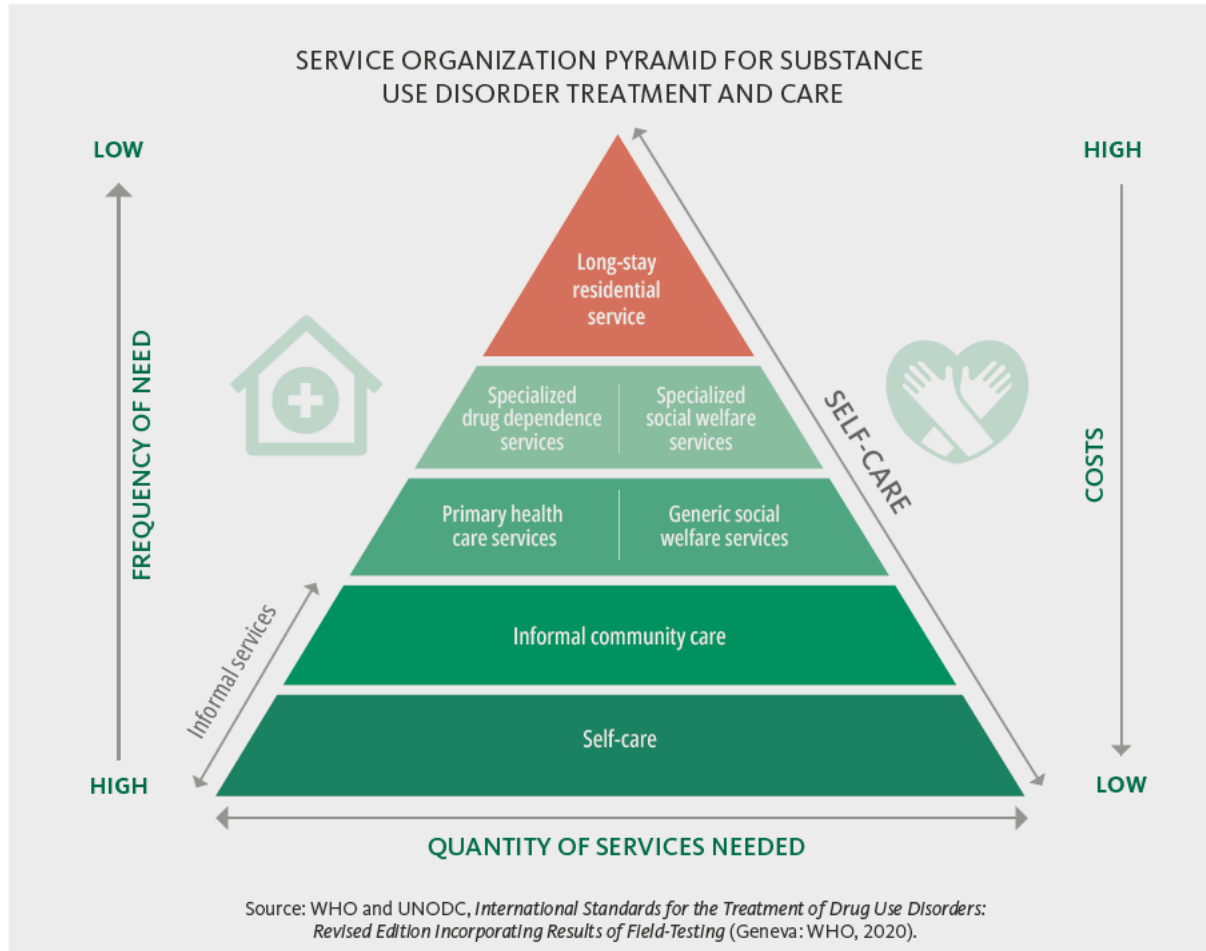 SERVICE ORGANIZATION PYRAMID FOR SUBSTANCE
USE DISORDER TREATMENT AND CARE
LOW
HIGH
FREQUENCY OF NEED
COSTS
Long-stay
residential
service
Specialized
drug dependence
services
Specialized
social welfare
services
SELF-CARE
Primary health
care services
Generic social
welfare services
Informal services
Informal community care
Self-care
HIGH
LOW
QUANTITY OF SERVICES NEEDED
Source: WHO and UNODC, International Standards for the Treatment of Drug Use Disorders:
Revised Edition Incorporating Results of Field-Testing (Geneva: WHO, 2020).